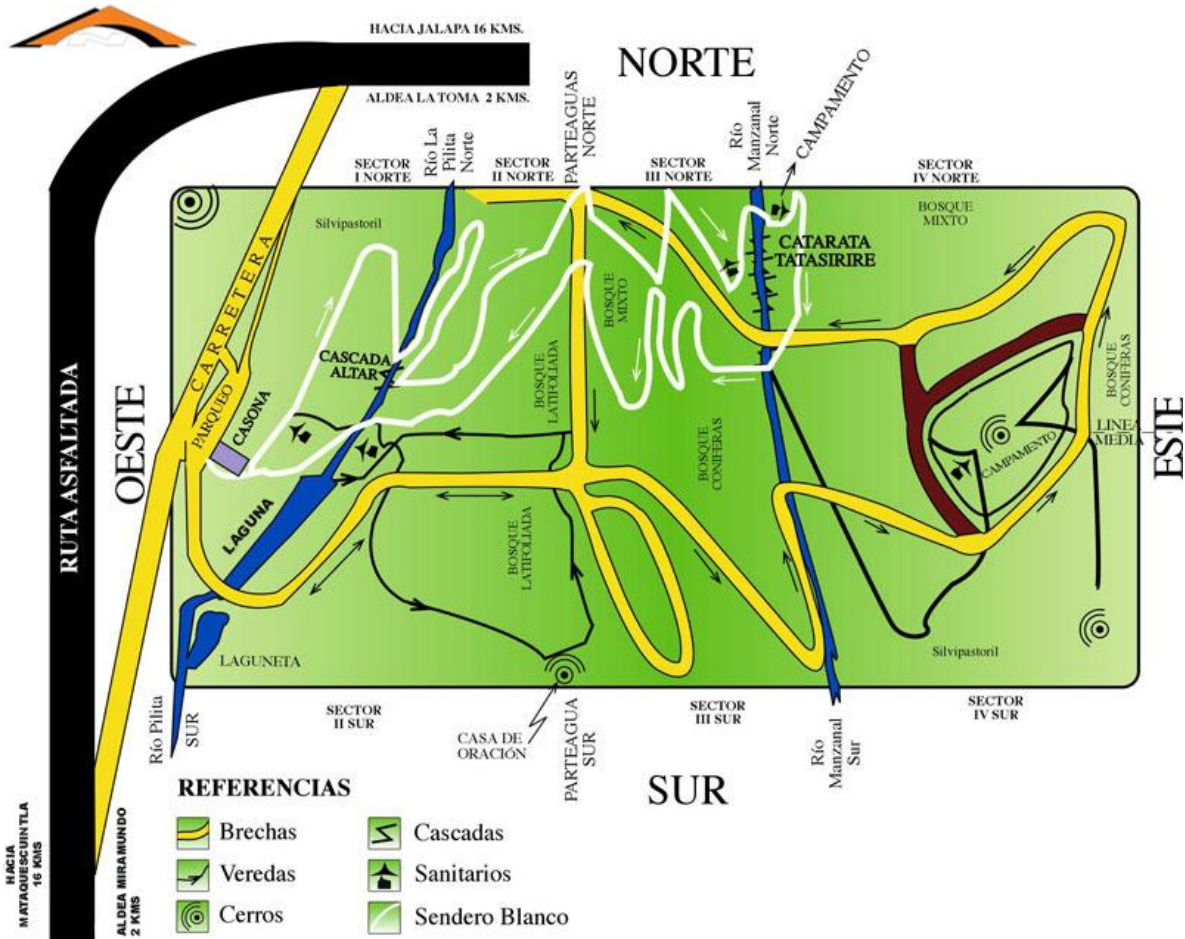 HACIA JALAPA 16 KMS.
ALDEA LA TOMA 2 KMS.
NORTE
PARTEAGUAS
NORTE
Río La
Pilita
Norte
Río
Manzanal
Norte
CAMPAMENTO
SECTOR
I NORTE
SECTOR
II NORTE
SECTOR
III NORTE
SECTOR
IV NORTE
Silvipastoril
BOSQUE
MIXTO
CATARATA
TATASIRIRE
CARRETERA
BOSQUE
MIXTO
BOSQUE
LATIFOLIADA
CASCADA
ALTAR
BOSQUE
CONIFERAS
PARQUEO
CASONA
OESTE
RUTA ASFALTADA
LAGUNA
BOSQUE
CONIFERAS
LINEA
MEDIA
ESTE
CAMPAMENTO
BOSQUE
LATIFOLIADA
LAGUNETA
Silvipastoril
SECTOR
II SUR
SECTOR
III SUR
SECTOR
IV SUR
Río Pilita
SUR
CASA DE
ORACIÓN
PARTEAGUA
SUR
Río
Manzanal
Sur
SUR
REFERENCIAS
Brechas
Cascadas
Veredas
Sanitarios
Cerros
Sendero Blanco
HACIA
MATAQUESCUINTLA
16 KMS
ALDEA MIRAMUNDO
2 KMS